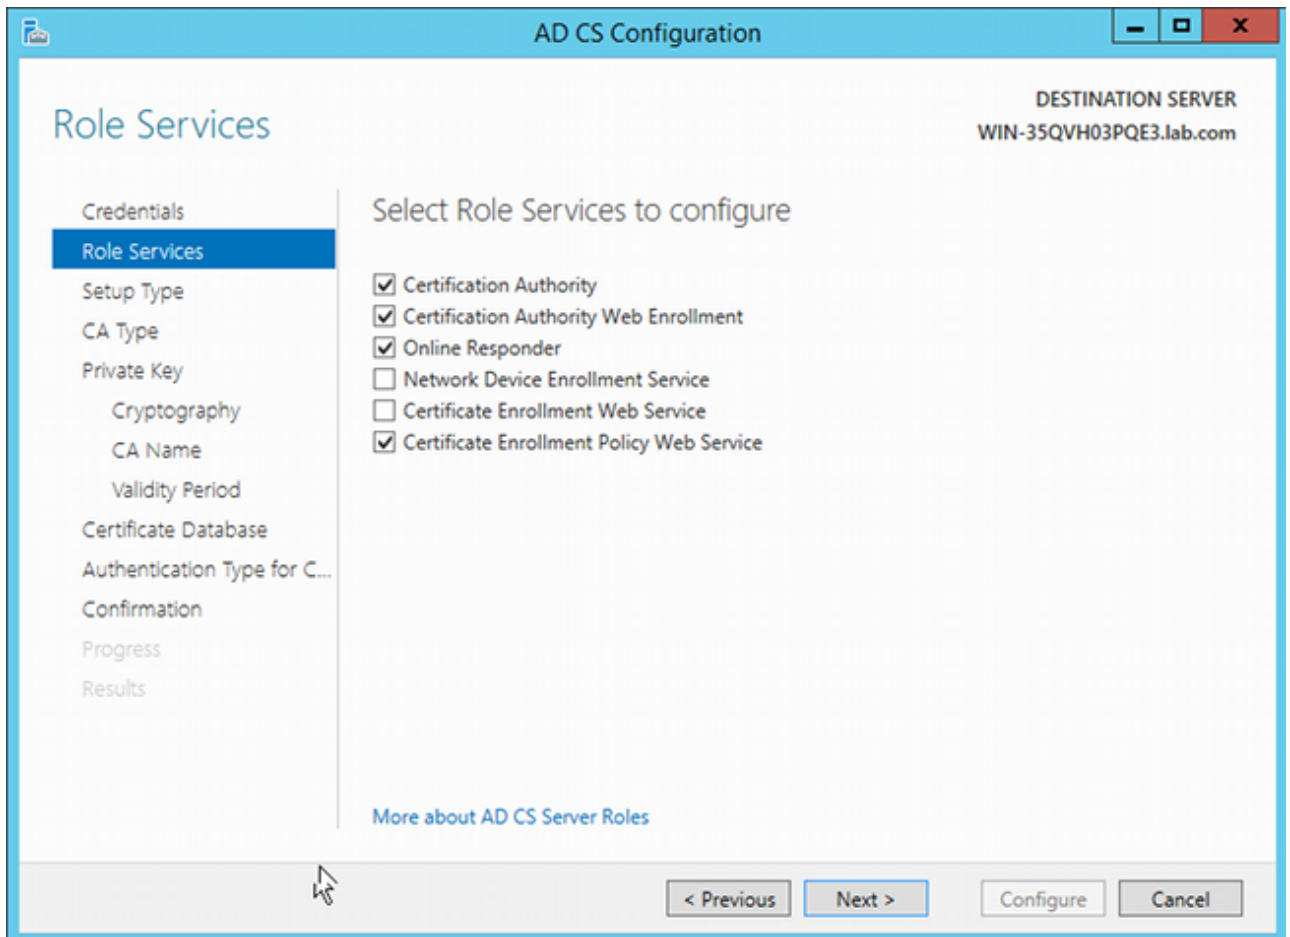 AD CS Configuration
Role Services
DESTINATION SERVER
WIN-35QVH03PQE3.lab.com
Credentials
Role Services
Setup Type
CA Type
Private Key
Cryptography
CA Name
Validity Period
Certificate Database
Authentication Type for C...
Confirmation
Progress
Results
Select Role Services to configure
Certification Authority
Certification Authority Web Enrollment
Online Responder
Network Device Enrollment Service
Certificate Enrollment Web Service
Certificate Enrollment Policy Web Service
More about AD CS Server Roles
< Previous
Next >
Configure
Cancel